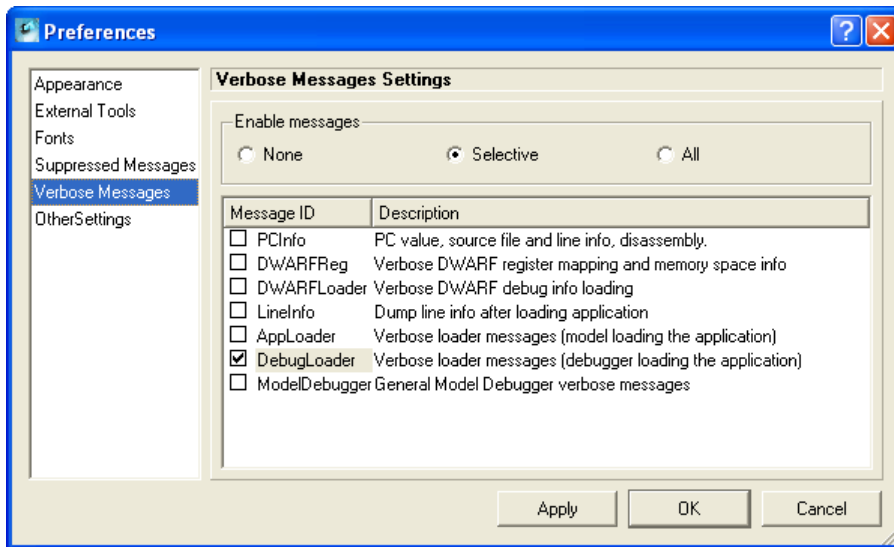 Preferences
Appearance
External Tools
Fonts
Suppressed Messages
Verbose Messages
OtherSettings
Verbose Messages Settings
Enable messages
None Selective All
Message ID Description
PCInfo PC value, source file and line info, disassembly.
DWARFReg Verbose DWARF register mapping and memory space info
DWARFLoader Verbose DWARF debug info loading
LineInfo Dump line info after loading application
AppLoader Verbose loader messages (model loading the application)
DebugLoader Verbose loader messages (debugger loading the application)
ModelDebugger General Model Debugger verbose messages
Apply OK Cancel